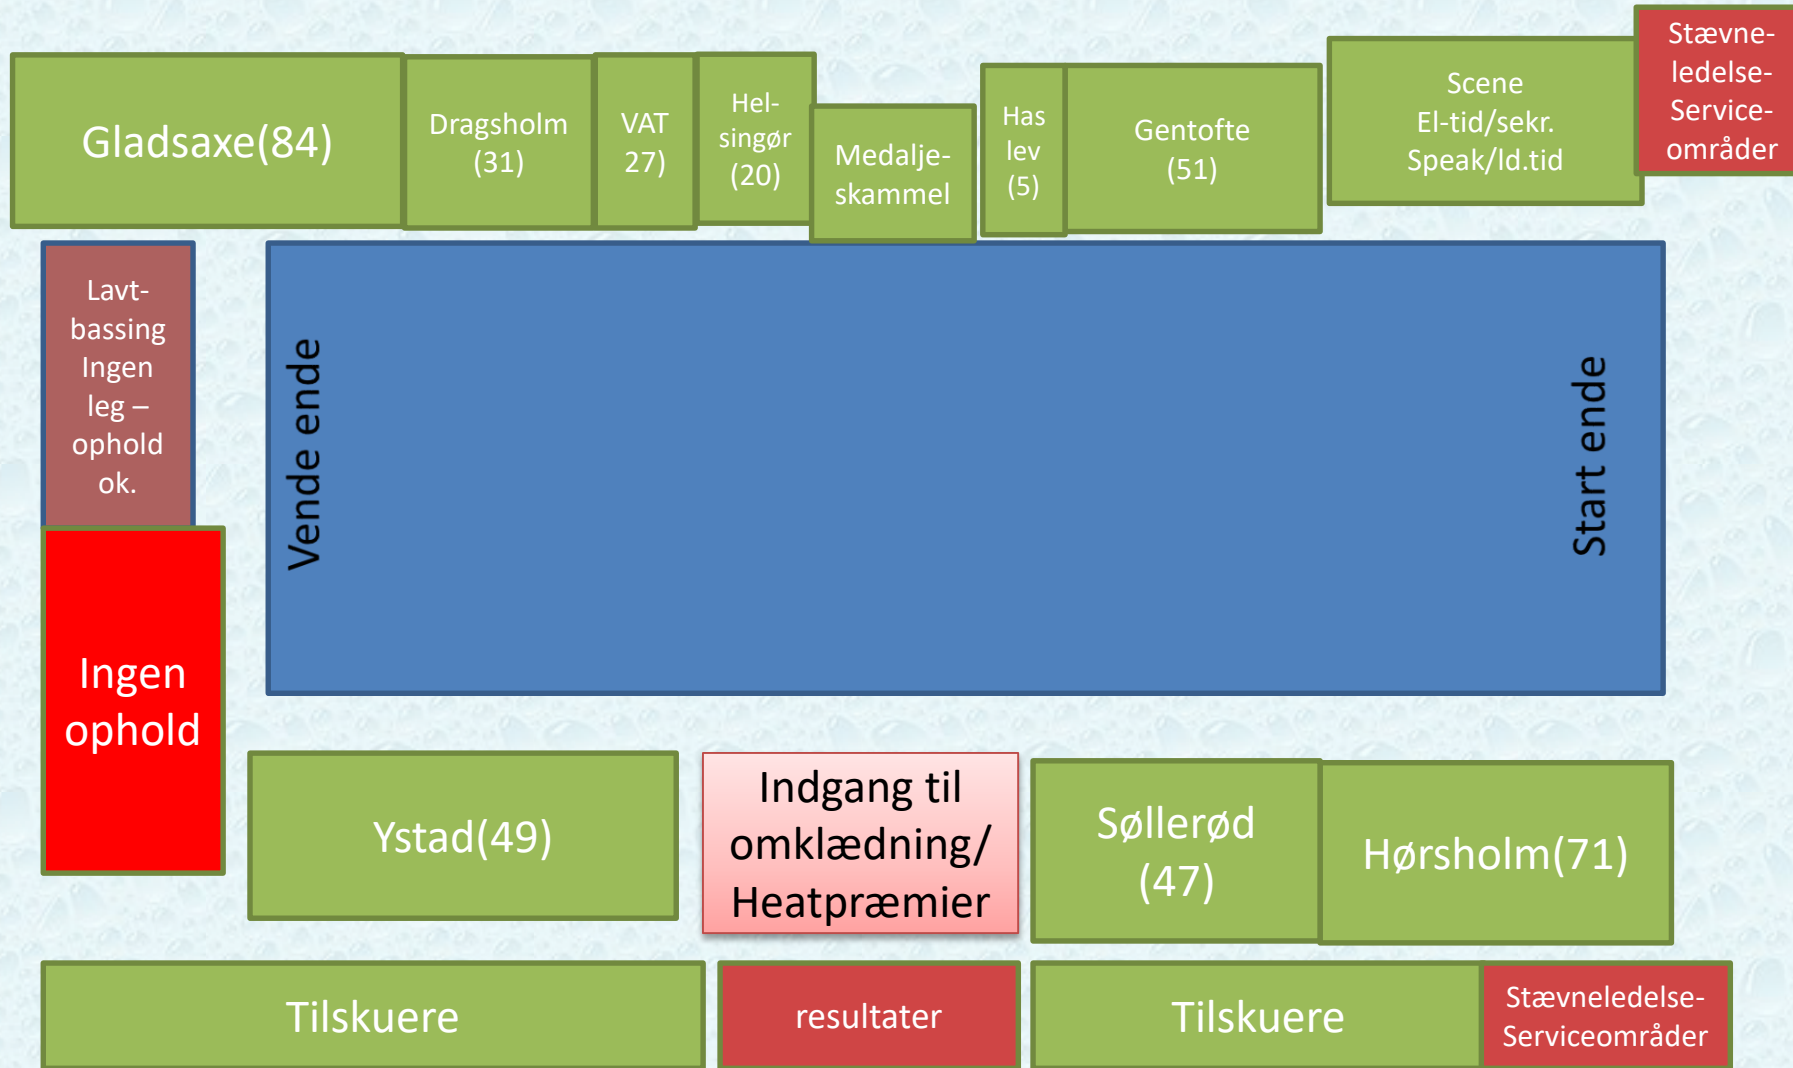 Gladsaxe(84)
Dragsholm
(31)
VAT
27)
Hel-
singør
(20)
Medalje-
skammel
Has
lev
(5)
Gentofte
(51)
Scene
El-tid/sekr.
Speak/ld.tid
Stævne-
ledelse-
Service-
områder
Lavt-
bassing
Ingen
leg –
ophold
ok.
Vende ende
Start ende
Ingen
ophold
Ystad(49)
Indgang til
omklædning/
Heatpræmier
Søllerød
(47)
Hørsholm(71)
Tilskuere
resultater
Tilskuere
Stævneledelse-
Serviceområder